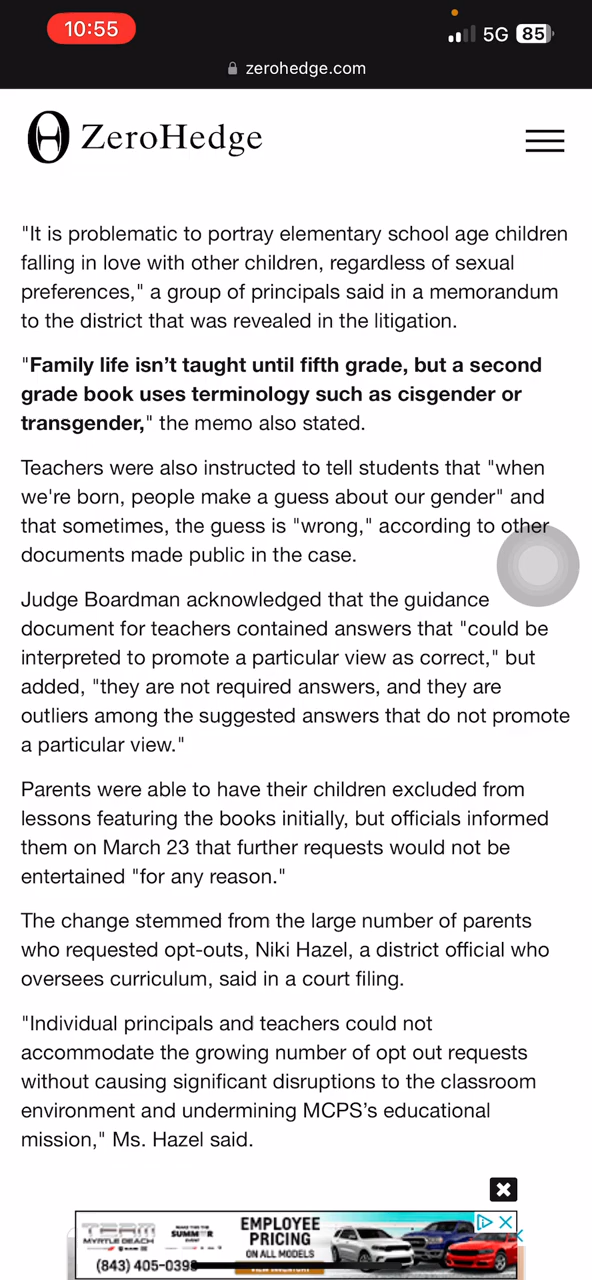 10:55
5G 85
zerohedge.com
ZeroHedge
"It is problematic to portray elementary school age children
falling in love with other children, regardless of sexual
preferences," a group of principals said in a memorandum
to the district that was revealed in the litigation.
"Family life isn’t taught until fifth grade, but a second
grade book uses terminology such as cisgender or
transgender," the memo also stated.
Teachers were also instructed to tell students that "when
we're born, people make a guess about our gender" and
that sometimes, the guess is "wrong," according to other
documents made public in the case.
Judge Boardman acknowledged that the guidance
document for teachers contained answers that "could be
interpreted to promote a particular view as correct," but
added, "they are not required answers, and they are
outliers among the suggested answers that do not promote
a particular view."
Parents were able to have their children excluded from
lessons featuring the books initially, but officials informed
them on March 23 that further requests would not be
entertained "for any reason."
The change stemmed from the large number of parents
who requested opt-outs, Niki Hazel, a district official who
oversees curriculum, said in a court filing.
"Individual principals and teachers could not
accommodate the growing number of opt out requests
without causing significant disruptions to the classroom
environment and undermining MCPS’s educational
mission," Ms. Hazel said.
TEAM
MYRTLE BEACH
(843) 405-0398
SUMMER
EMPLOYEE
PRICING
ON ALL MODELS
VIEW INVENTORY